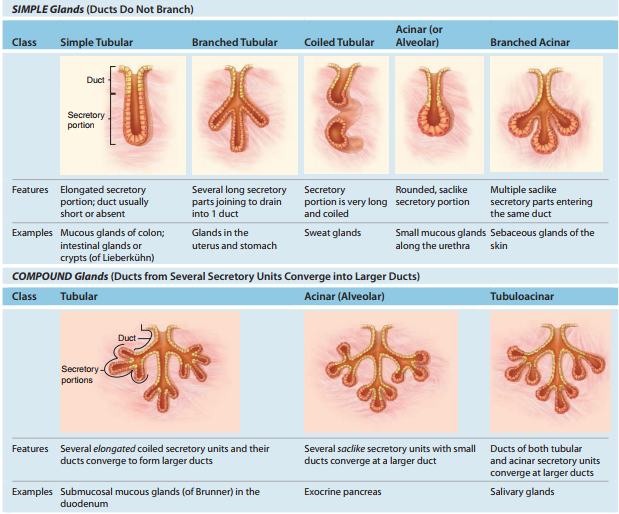 SIMPLE Glands (Ducts Do Not Branch)
Class Simple Tubular Branched Tubular Coiled Tubular Acinar (or Alveolar) Branched Acinar
Duct
Secretory
portion
Features
Elongated secretory
portion; duct usually
short or absent
Several long secretory
parts joining to drain
into 1 duct
Secretory
portion is very long
and coiled
Rounded, saclike
secretory portion
Multiple saclike
secretory parts entering
the same duct
Examples
Mucous glands of colon;
intestinal glands or
crypts (of Lieberkühn)
Glands in the
uterus and stomach
Sweat glands
Small mucous glands
along the urethra
Sebaceous glands of the
skin
COMPOUND Glands (Ducts from Several Secretory Units Converge into Larger Ducts)
Class Tubular Acinar (Alveolar) Tubuloacinar
Duct
Secretory
portions
Features
Several elongated coiled secretory units and their
ducts converge to form larger ducts
Several saclike secretory units with small
ducts converge at a larger duct
Ducts of both tubular
and acinar secretory units
converge at larger ducts
Examples
Submucosal mucous glands (of Brunner) in the
duodenum
Exocrine pancreas
Salivary glands